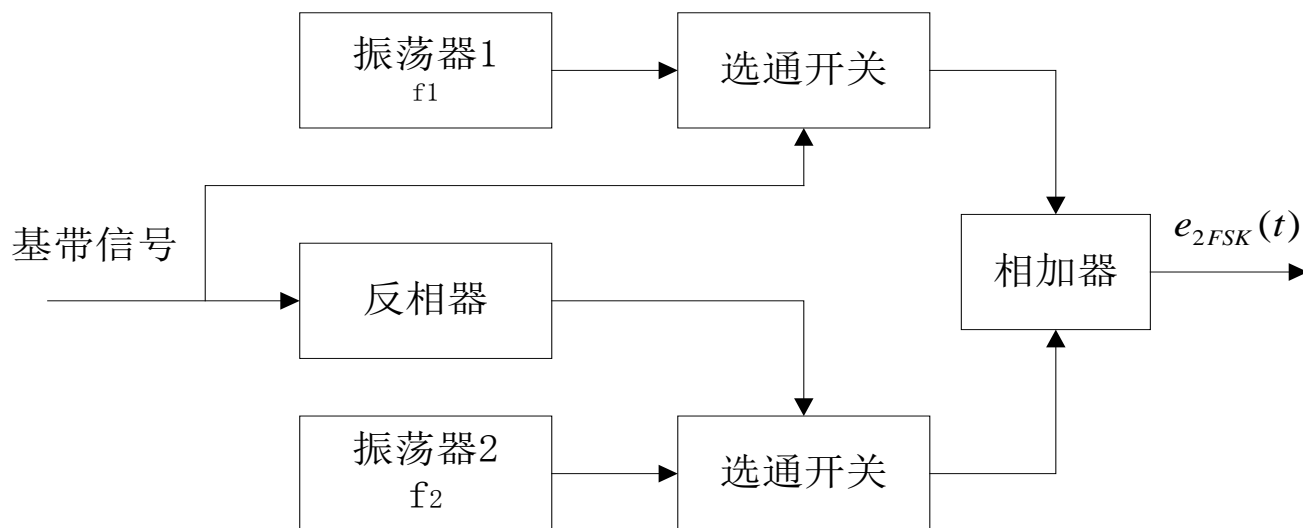 振荡器1
f1
选通开关
基带信号
反相器
相加器
e2FSK(t)
振荡器2
f2
选通开关